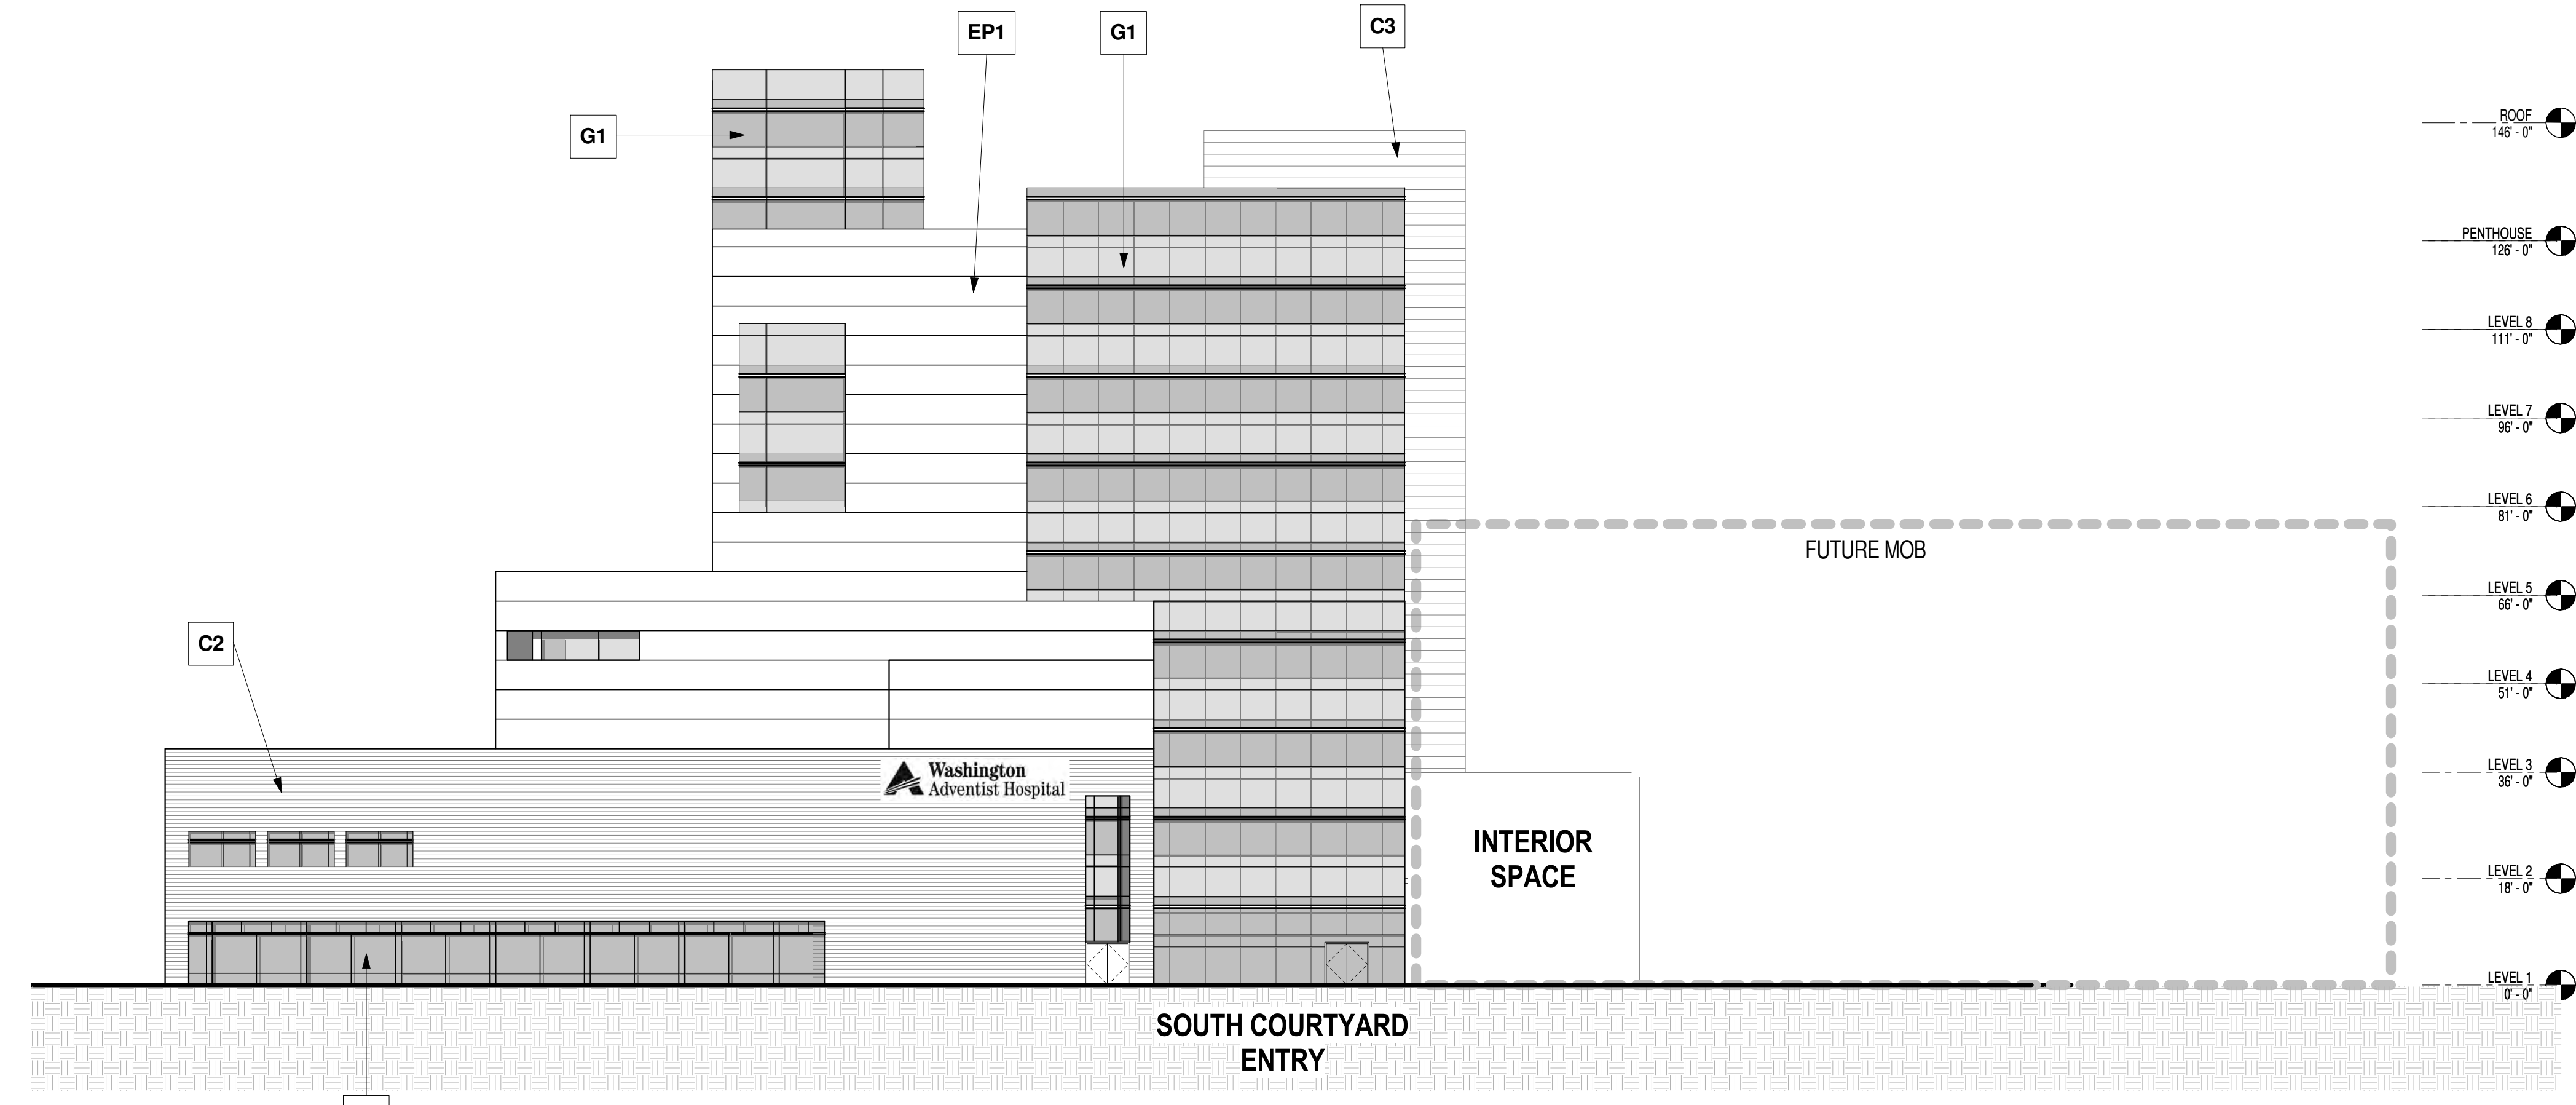 C3
EP1
G1
G1
ROOF
146' - 0"
PENTHOUSE
126' - 0"
LEVEL 8
111' - 0"
LEVEL 7
96' - 0"
LEVEL 6
81' - 0"
FUTURE MOB
LEVEL 5
66' - 0"
C2
LEVEL 4
51' - 0"
LEVEL 3
36' - 0"
Washington
Adventist Hospital
INTERIOR
SPACE
LEVEL 2
18' - 0"
LEVEL 1
0' - 0"
SOUTH COURTYARD
ENTRY